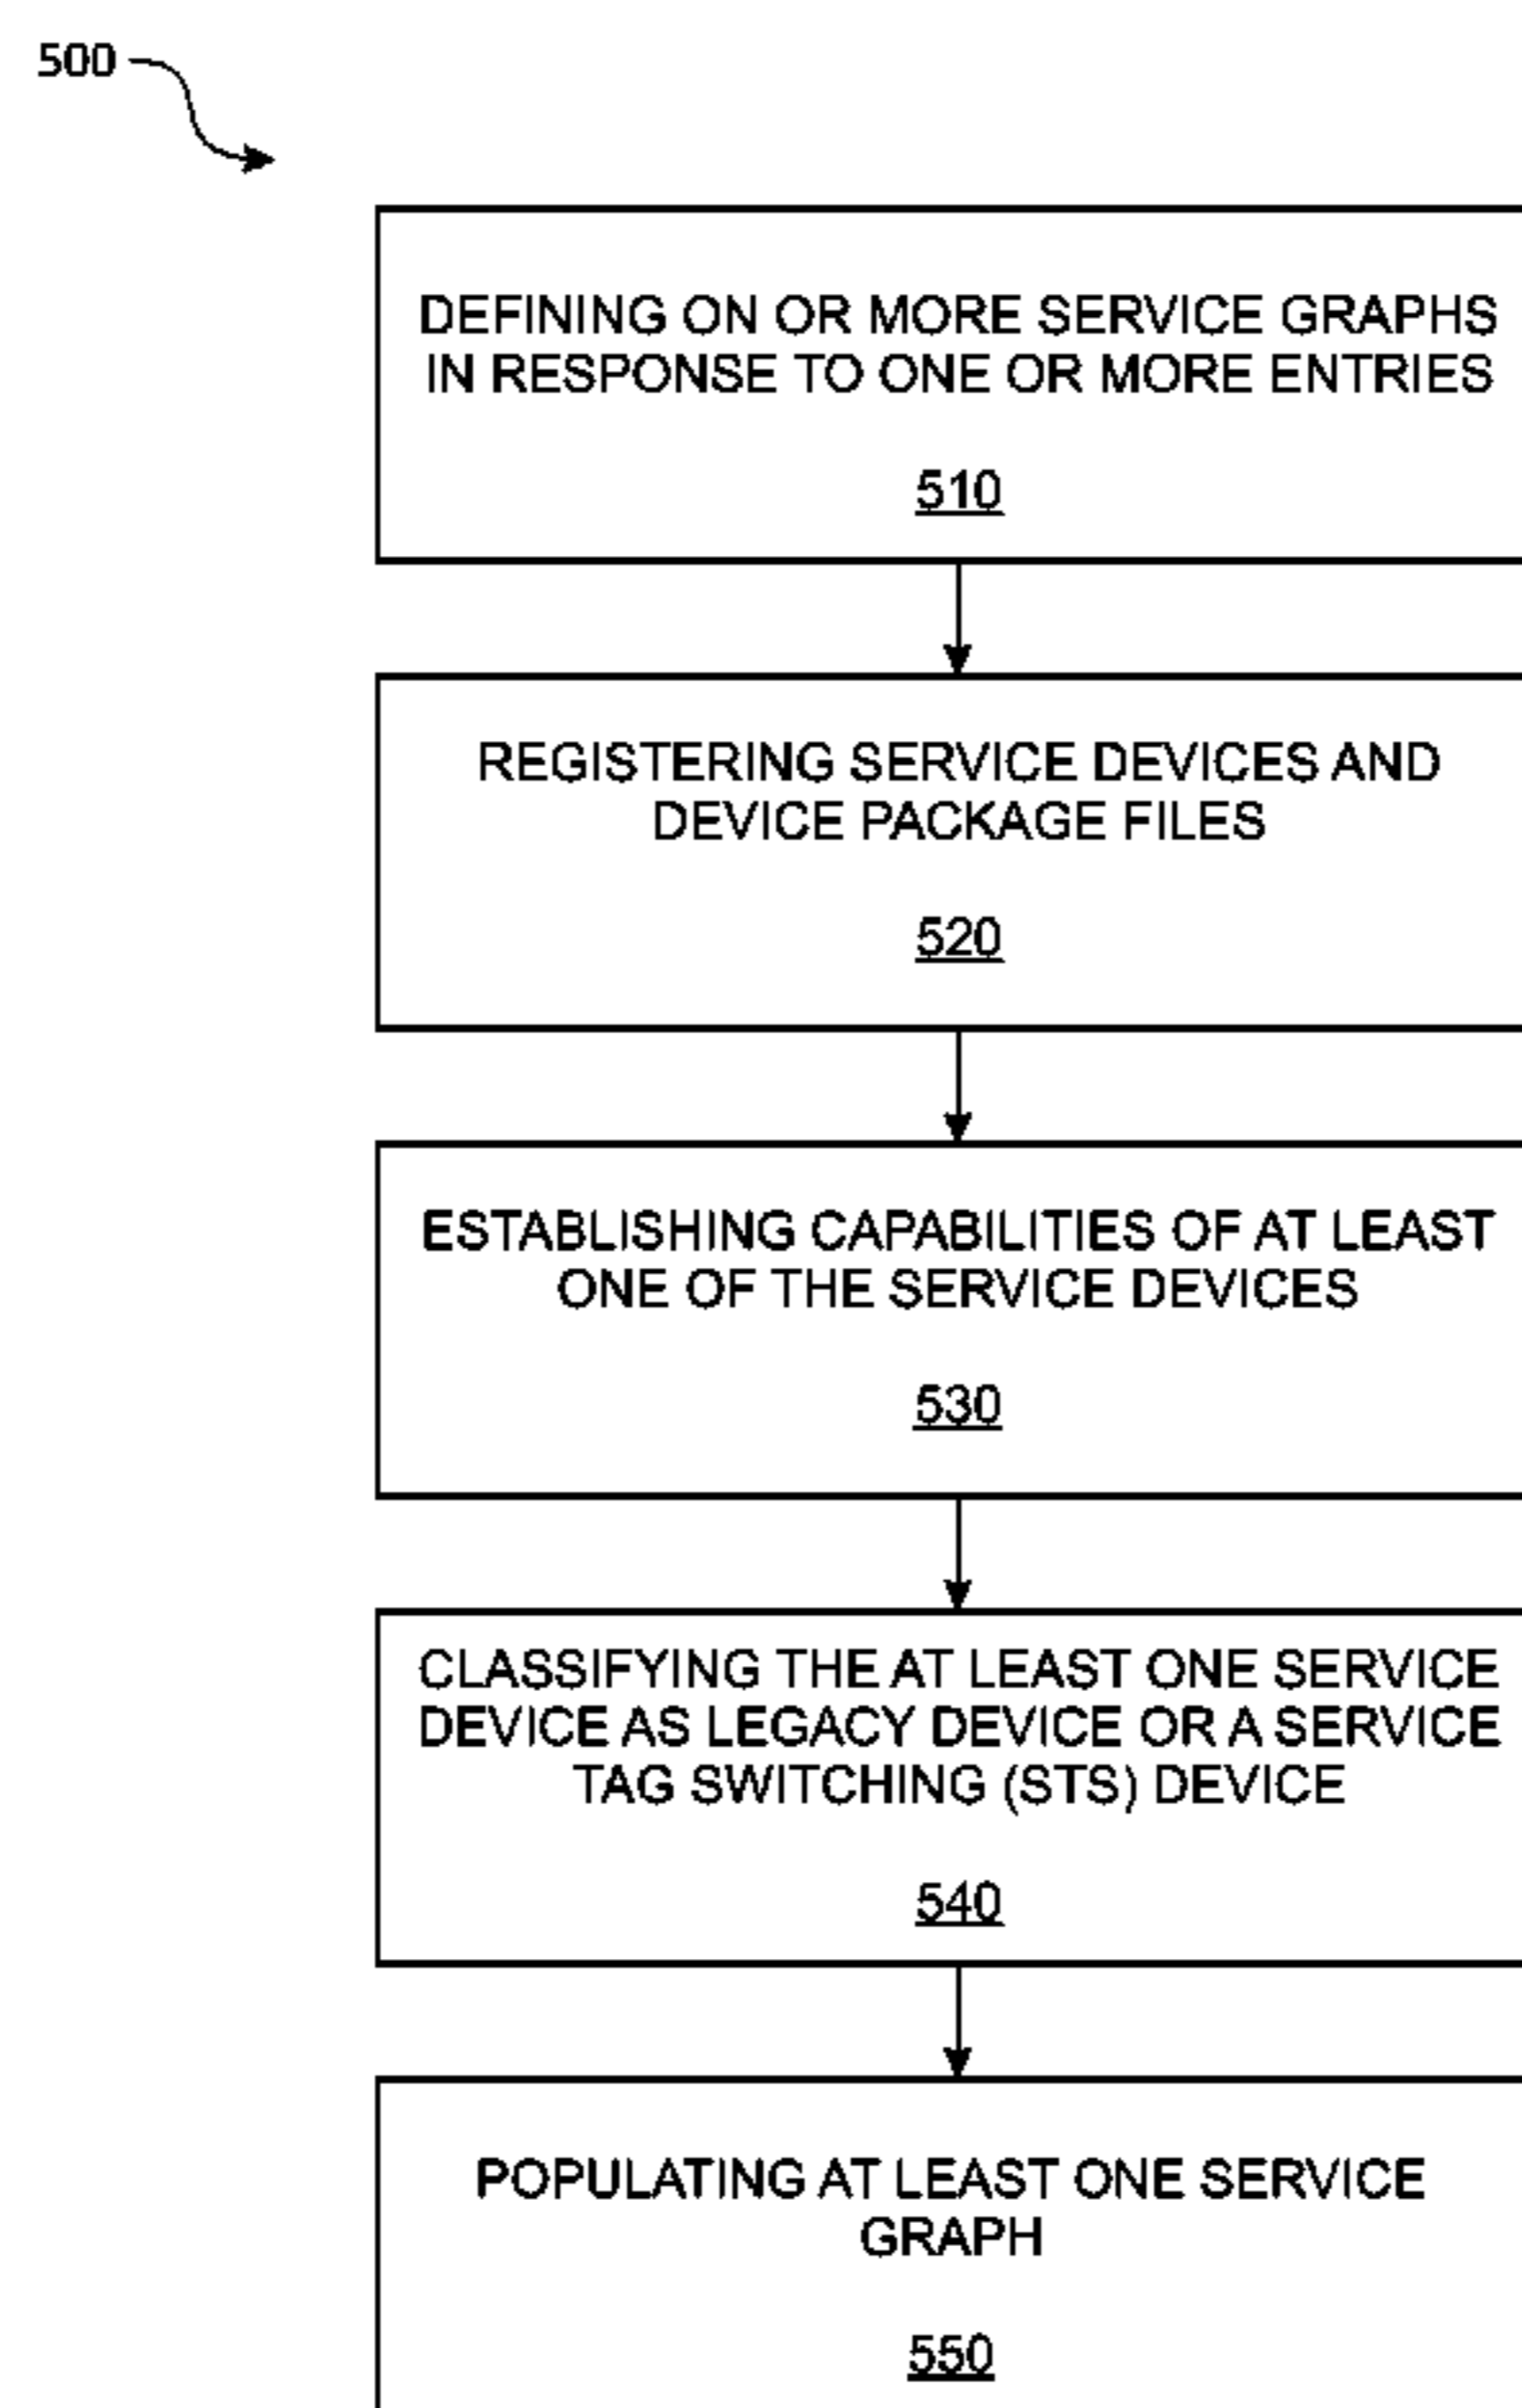 500
DEFINING ON OR MORE SERVICE GRAPHS
IN RESPONSE TO ONE OR MORE ENTRIES
510
REGISTERING SERVICE DEVICES AND
DEVICE PACKAGE FILES
520
ESTABLISHING CAPABILITIES OF AT LEAST
ONE OF THE SERVICE DEVICES
530
CLASSIFYING THE AT LEAST ONE SERVICE
DEVICE AS LEGACY DEVICE OR A SERVICE
TAG SWITCHING (STS) DEVICE
540
POPULATING AT LEAST ONE SERVICE
GRAPH
550